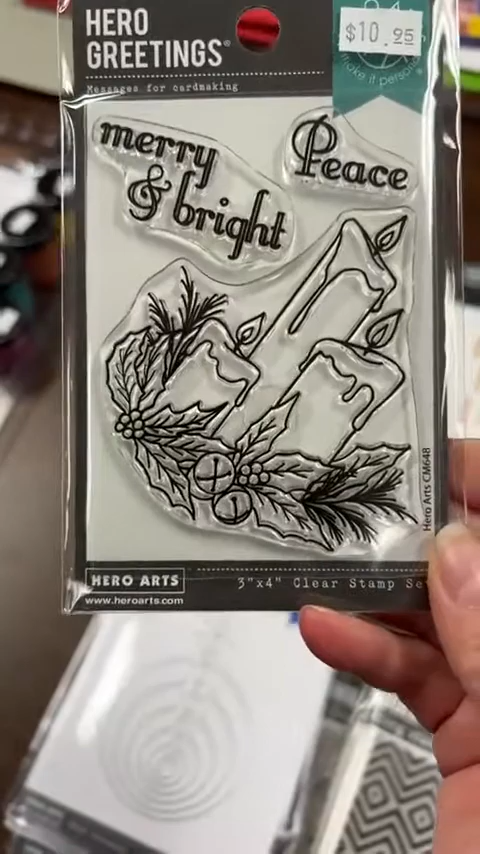 HERO
GREETINGS®
Messages for cardmaking
$10.95
make it personal
merry
& bright
Peace
Hero Arts CM648
HERO ARTS
3"x4" Clear Stamp Se
www.heroarts.com